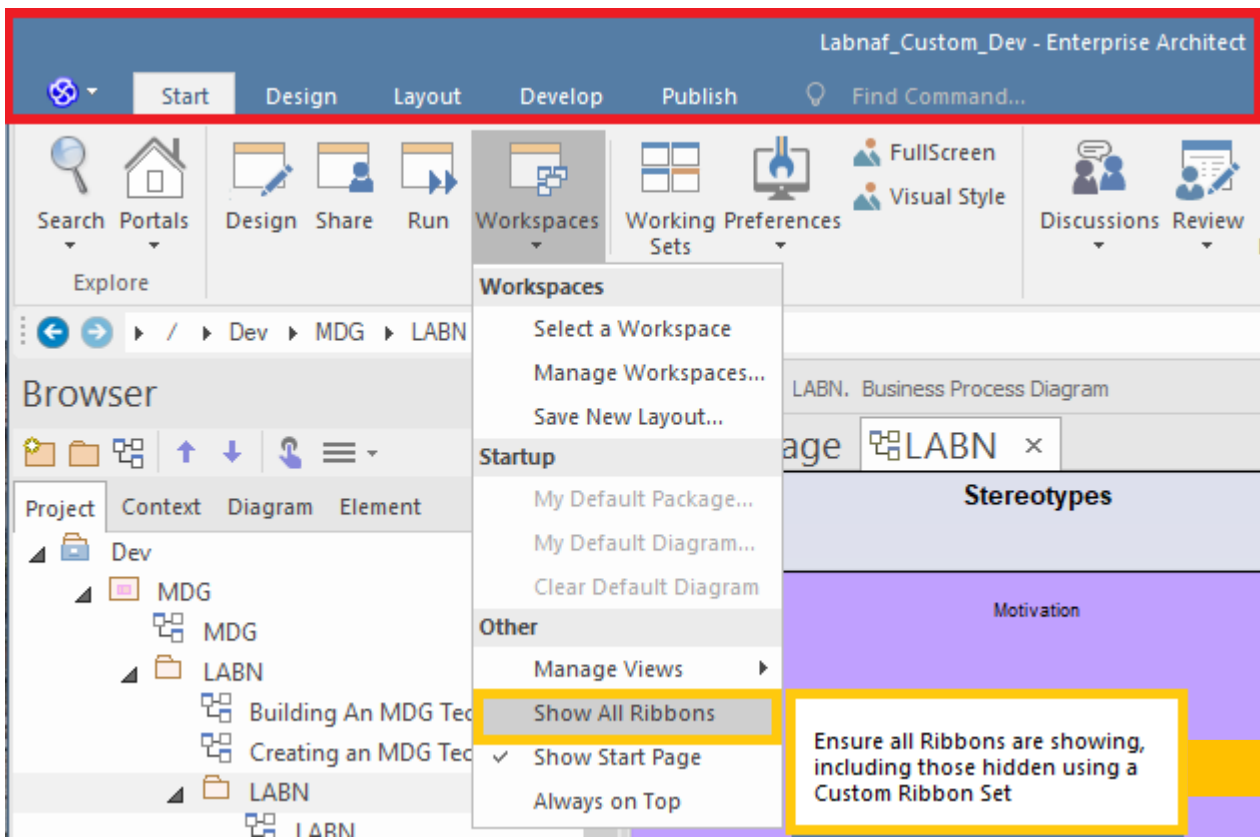 Labnaf_Custom_Dev - Enterprise Architect
Start Design Layout Develop Publish Find Command...
FullScreen
Visual Style
Search Portals Design Share Run Workspaces Working Sets Preferences Discussions Review
Explore
Workspaces
Select a Workspace
Manage Workspaces...
Save New Layout...
Startup
My Default Package...
My Default Diagram...
Clear Default Diagram
Other
Manage Views
Show All Ribbons
Show Start Page
Always on Top
/ Dev MDG LABN
Browser
Project Context Diagram Element
Dev
MDG
MDG
LABN
Building An MDG Tec
Creating an MDG Tec
LABN
LABN
LABN. Business Process Diagram
age LABN ×
Stereotypes
Motivation
Ensure all Ribbons are showing,
including those hidden using a
Custom Ribbon Set